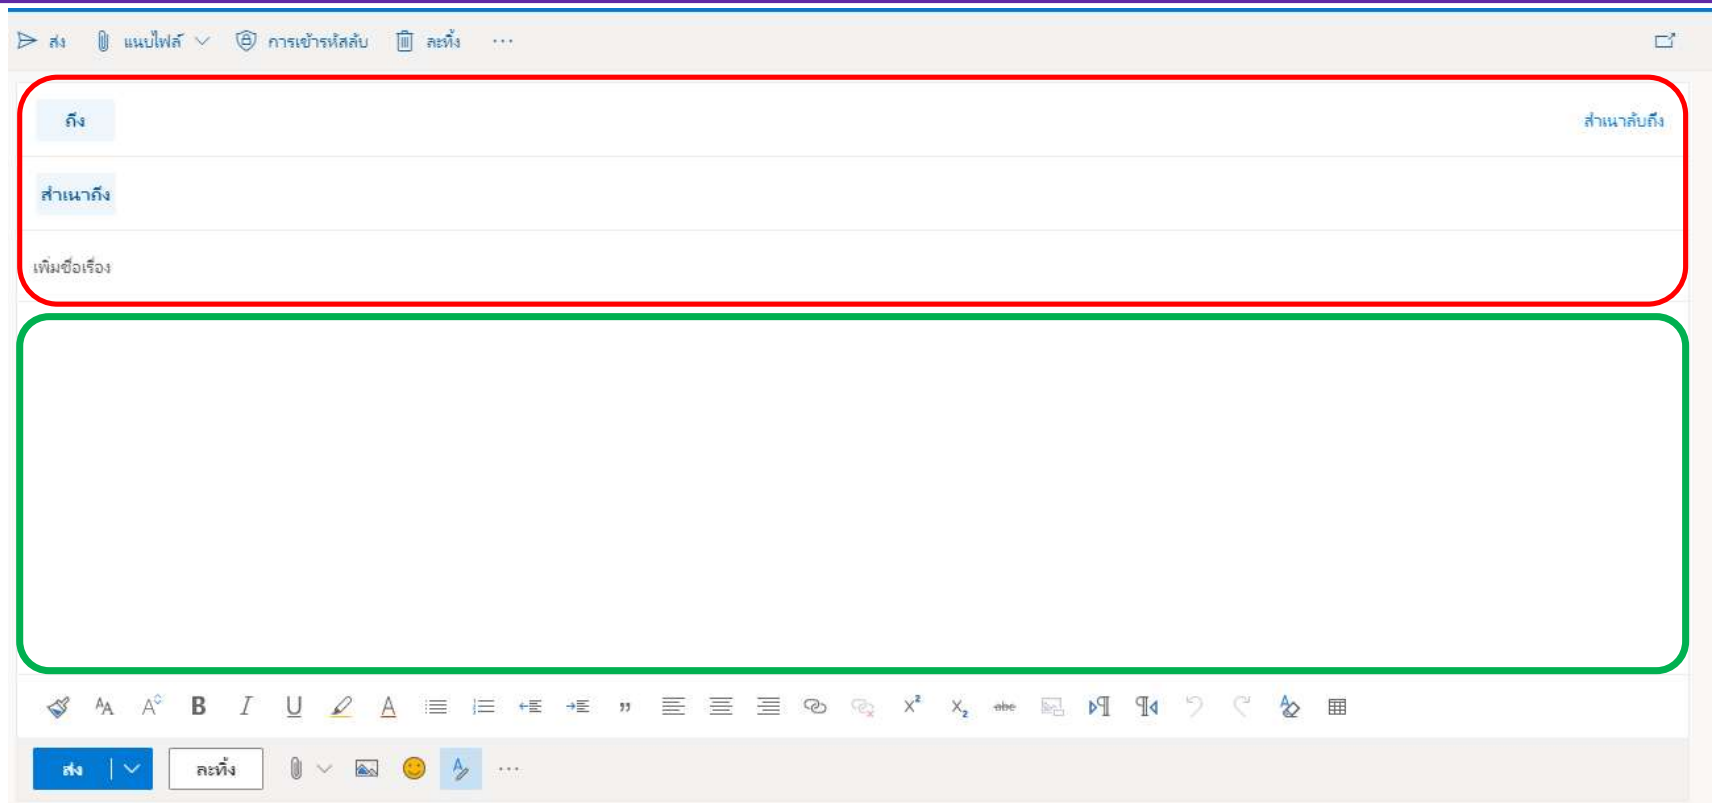 ส่ง แนบไฟล์ การเข้ารหัสลับ ละทิ้ง ...
ถึง สำเนาลับถึง
สำเนาถึง
เพิ่มชื่อเรื่อง
ส่ง ละทิ้ง ...